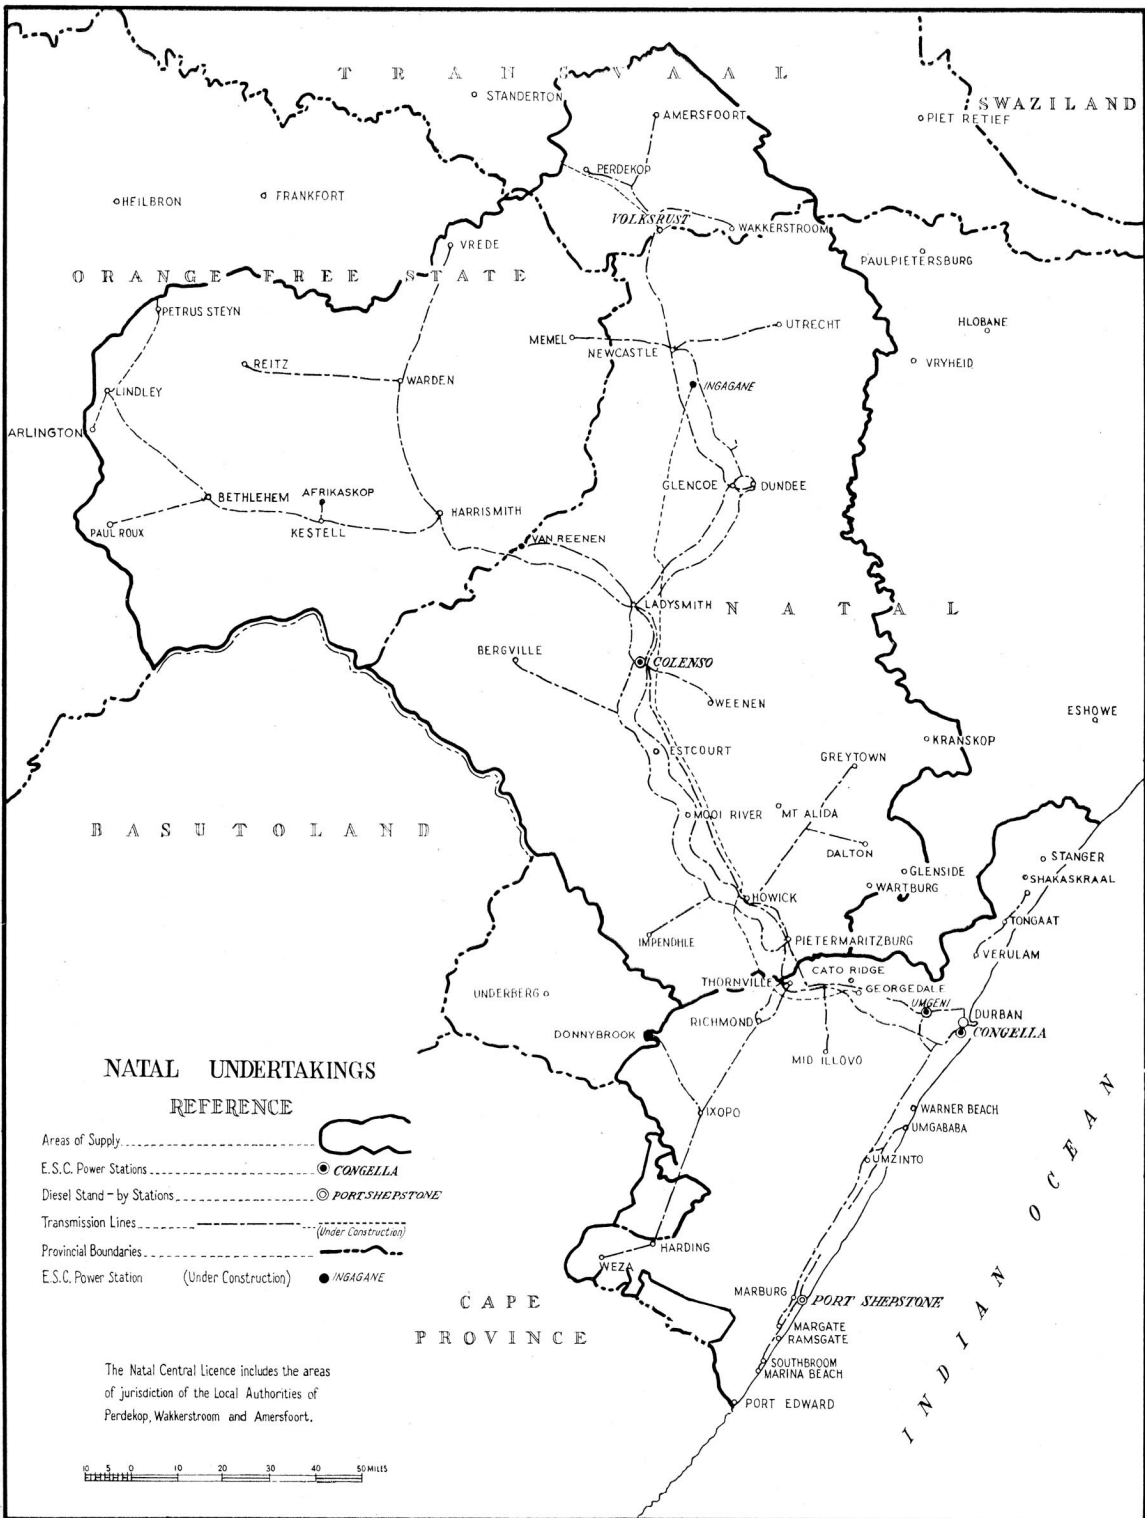 TRANSVAAL
STANDERTON
AMERSFOORT
SWAZILAND
PIET RETIEF
PERDEKOP
HEILBRON
FRANKFORT
VOLKSRUST
WAKKERSTROOM
VREDE
PAULPIETERSBURG
ORANGE FREE STATE
PETRUS STEYN
UTRECHT
HLOBANE
MEMEL
NEWCASTLE
REITZ
VRYHEID
WARDEN
INGAGANE
LINDLEY
ARLINGTON
GLENCOE
DUNDEE
BETHLEHEM
AFRIKASKOP
HARRISMITH
PAUL ROUX
KESTELL
VAN REENEN
LADYSMITH
NATAL
BERGVILLE
COLENSO
WEENEN
ESHOWE
KRANSKOP
ESTCOURT
GREYTOWN
MOOI RIVER
MT ALIDA
BASUTOLAND
DALTON
STANGER
GLENSIDE
SHAKASKRAAL
WARTBURG
HOWICK
TONGAAT
IMPENDHLE
PIETERMARITZBURG
VERULAM
CATO RIDGE
THORNVILLE
GEORGEDALE
UNDERBERG
UMGENI
DURBAN
RICHMOND
CONGELLA
DONNYBROOK
MID ILLOVO
NATAL UNDERTAKINGS
REFERENCE
Areas of Supply
E.S.C. Power Stations CONGELLA
Diesel Stand-by Stations PORT SHEPSTONE
Transmission Lines (Under Construction)
Provincial Boundaries
E.S.C. Power Station (Under Construction) INGAGANE
IXOPO
WARNER BEACH
UMGABABA
UMZINTO
HARDING
WEZA
MARBURG
PORT SHEPSTONE
CAPE
PROVINCE
MARGATE
RAMSGATE
SOUTHBROOM
MARINA BEACH
PORT EDWARD
INDIAN OCEAN
The Natal Central Licence includes the areas
of jurisdiction of the Local Authorities of
Perdekop, Wakkerstroom and Amersfoort.
10 5 0 10 20 30 40 50 MILES